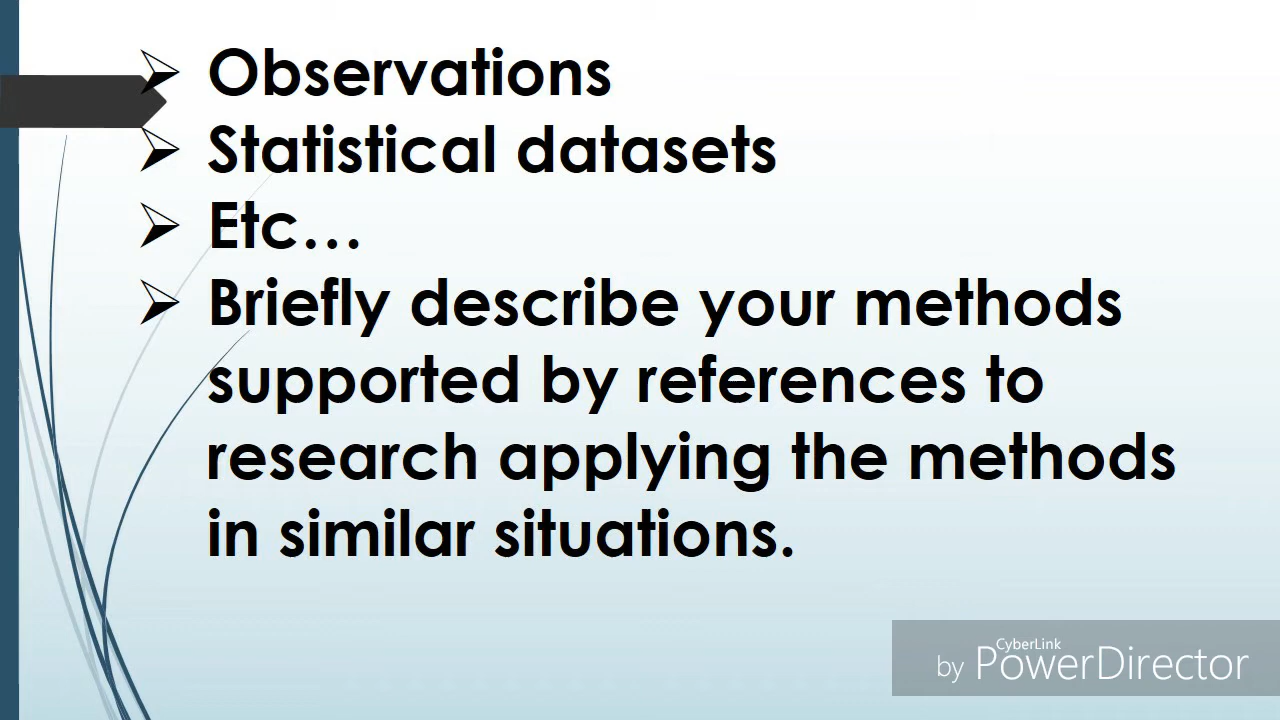 Observations
Statistical datasets
Etc…
Briefly describe your methods
supported by references to
research applying the methods
in similar situations.
by CyberLink PowerDirector